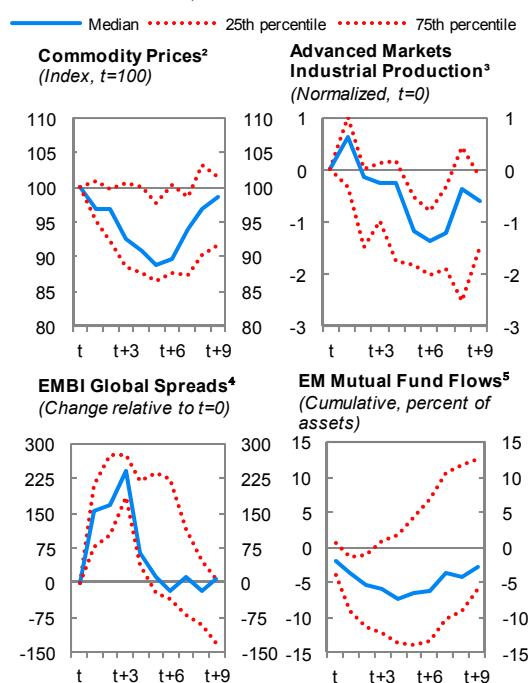 Median 25th percentile 75th percentile
Commodity Prices²
(Index, t=100)
110 110
105 105
100 100
95 95
90 90
85 85
80 80
t t+3 t+6 t+9
Advanced Markets
Industrial Production³
(Normalized, t=0)
1 1
0 0
-1 -1
-2 -2
-3 -3
t t+3 t+6 t+9
EMBI Global Spreads⁴
(Change relative to t=0)
300 300
225 225
150 150
75 75
0 0
-75 -75
-150 -150
t t+3 t+6 t+9
EM Mutual Fund Flows⁵
(Cumulative, percent of
assets)
15 15
10 10
5 5
0 0
-5 -5
-10 -10
-15 -15
t t+3 t+6 t+9